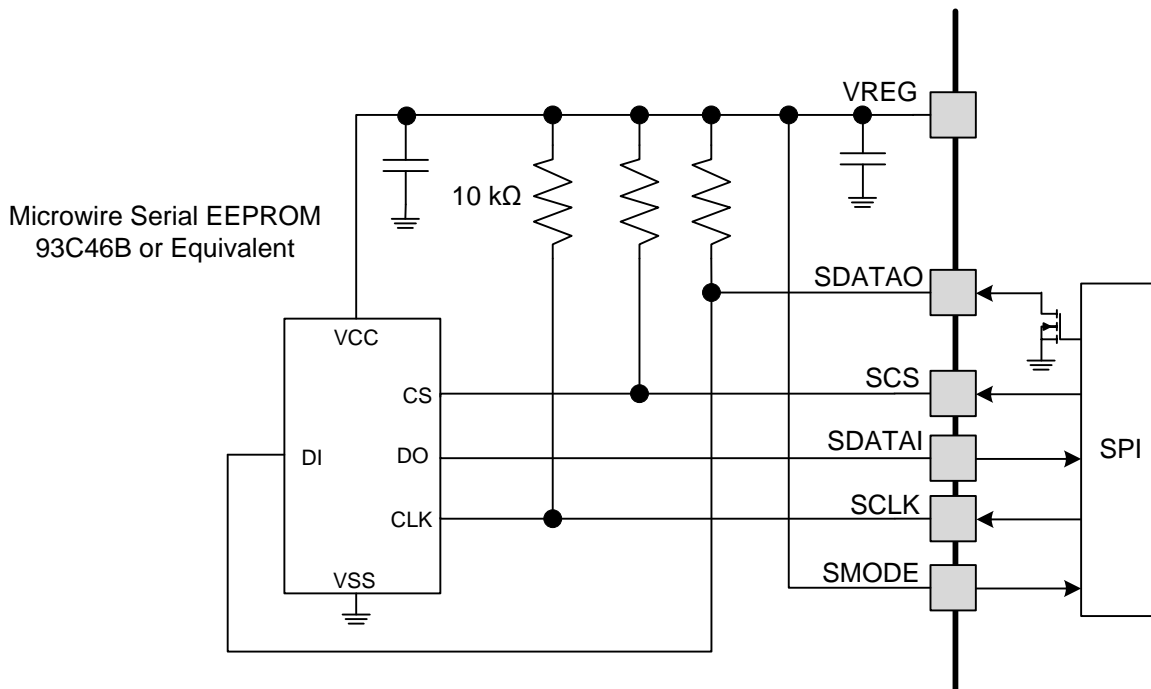 VREG
10 kΩ
Microwire Serial EEPROM
93C46B or Equivalent
SDATAO
VCC
SCS
CS
SDATAI
SPI
DI
DO
SCLK
CLK
SMODE
VSS